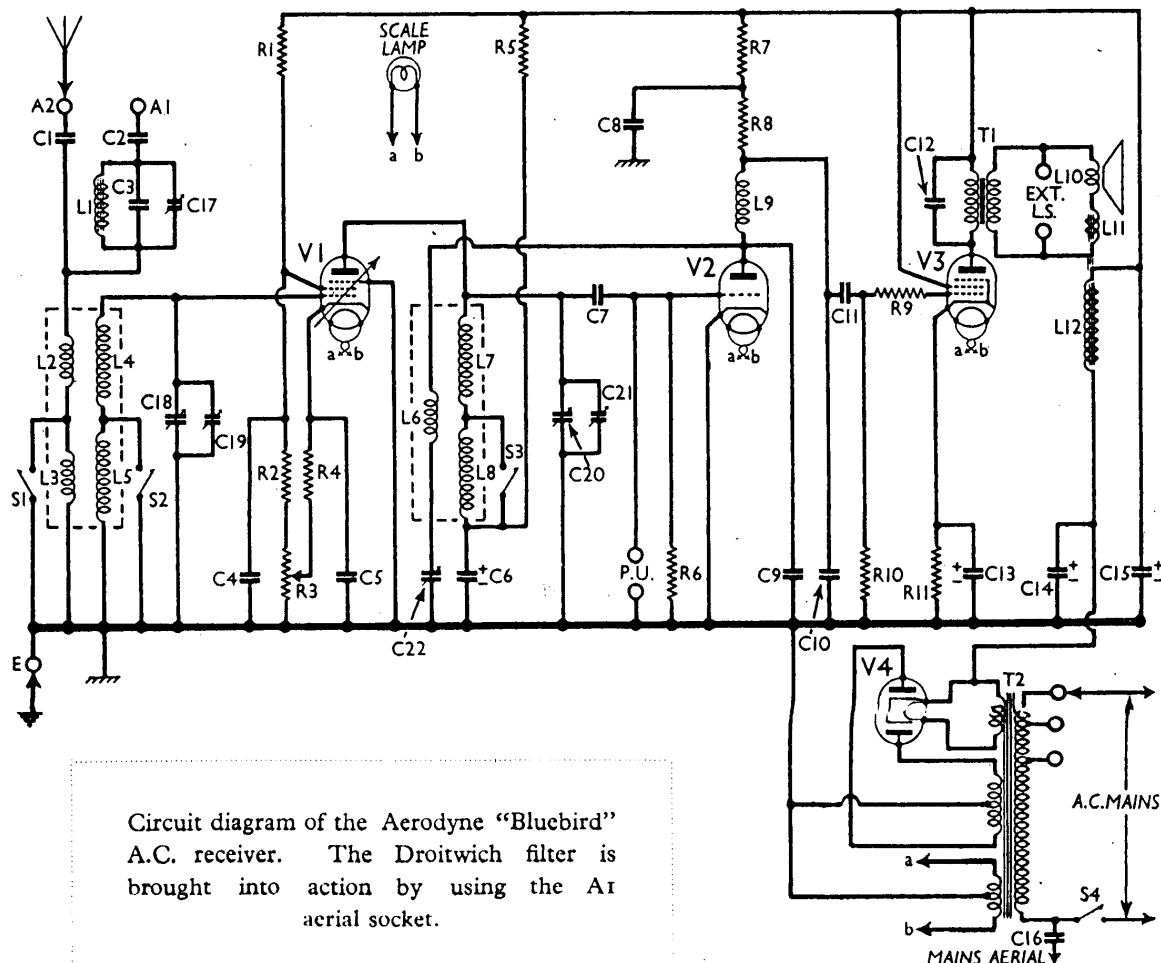 SCALE
LAMP
R1
R5
R7
A2
A1
C1
C2
C8
R8
C12
T1
a b
L10
EXT.
L.S.
C3
L1
C17
L9
L11
V1
V2
V3
C7
C11
R9
L12
a b
a b
a b
L2
L4
L7
C18
C19
L6
C21
S3
C20
S1
L3
L5
S2
R2
R4
L8
C4
R3
C5
+
–
C6
P.U.
R6
C9
R10
R11
+
–
C13
C14
+
–
C15
+
–
C22
C10
E
V4
T2
A.C. MAINS
a
b
S4
C16
MAINS AERIAL
Circuit diagram of the Aerodyne “Bluebird”
A.C. receiver. The Droitwich filter is
brought into action by using the A1
aerial socket.